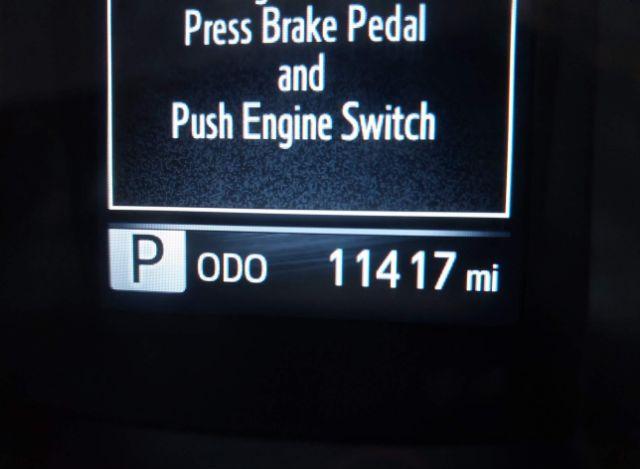 Press Brake Pedal
and
Push Engine Switch
P ODO 11417 mi